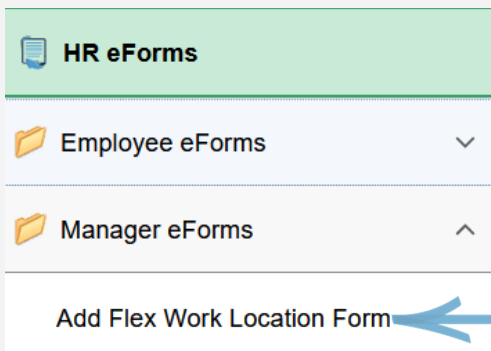 HR eForms
Employee eForms
Manager eForms
Add Flex Work Location Form